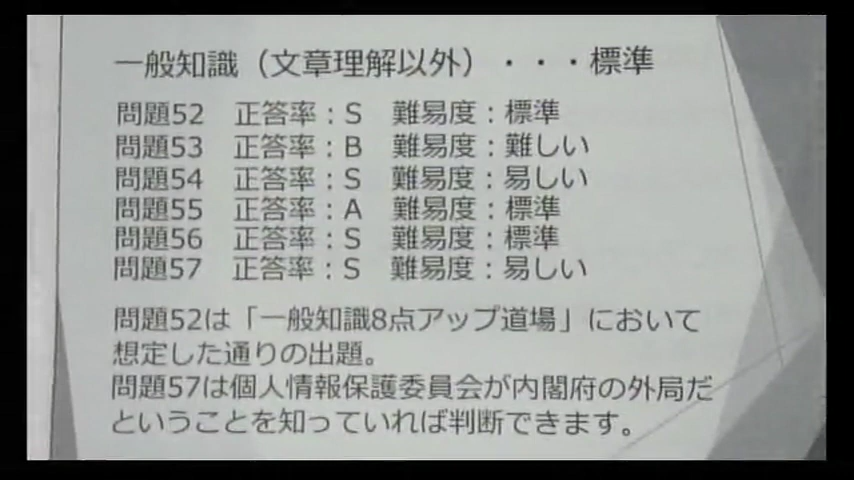 一般知識（文章理解以外）・・・標準
問題52　正答率：S　難易度：標準
問題53　正答率：B　難易度：難しい
問題54　正答率：S　難易度：易しい
問題55　正答率：A　難易度：標準
問題56　正答率：S　難易度：標準
問題57　正答率：S　難易度：易しい
問題52は「一般知識8点アップ道場」において
想定した通りの出題。
問題57は個人情報保護委員会が内閣府の外局だ
ということを知っていれば判断できます。